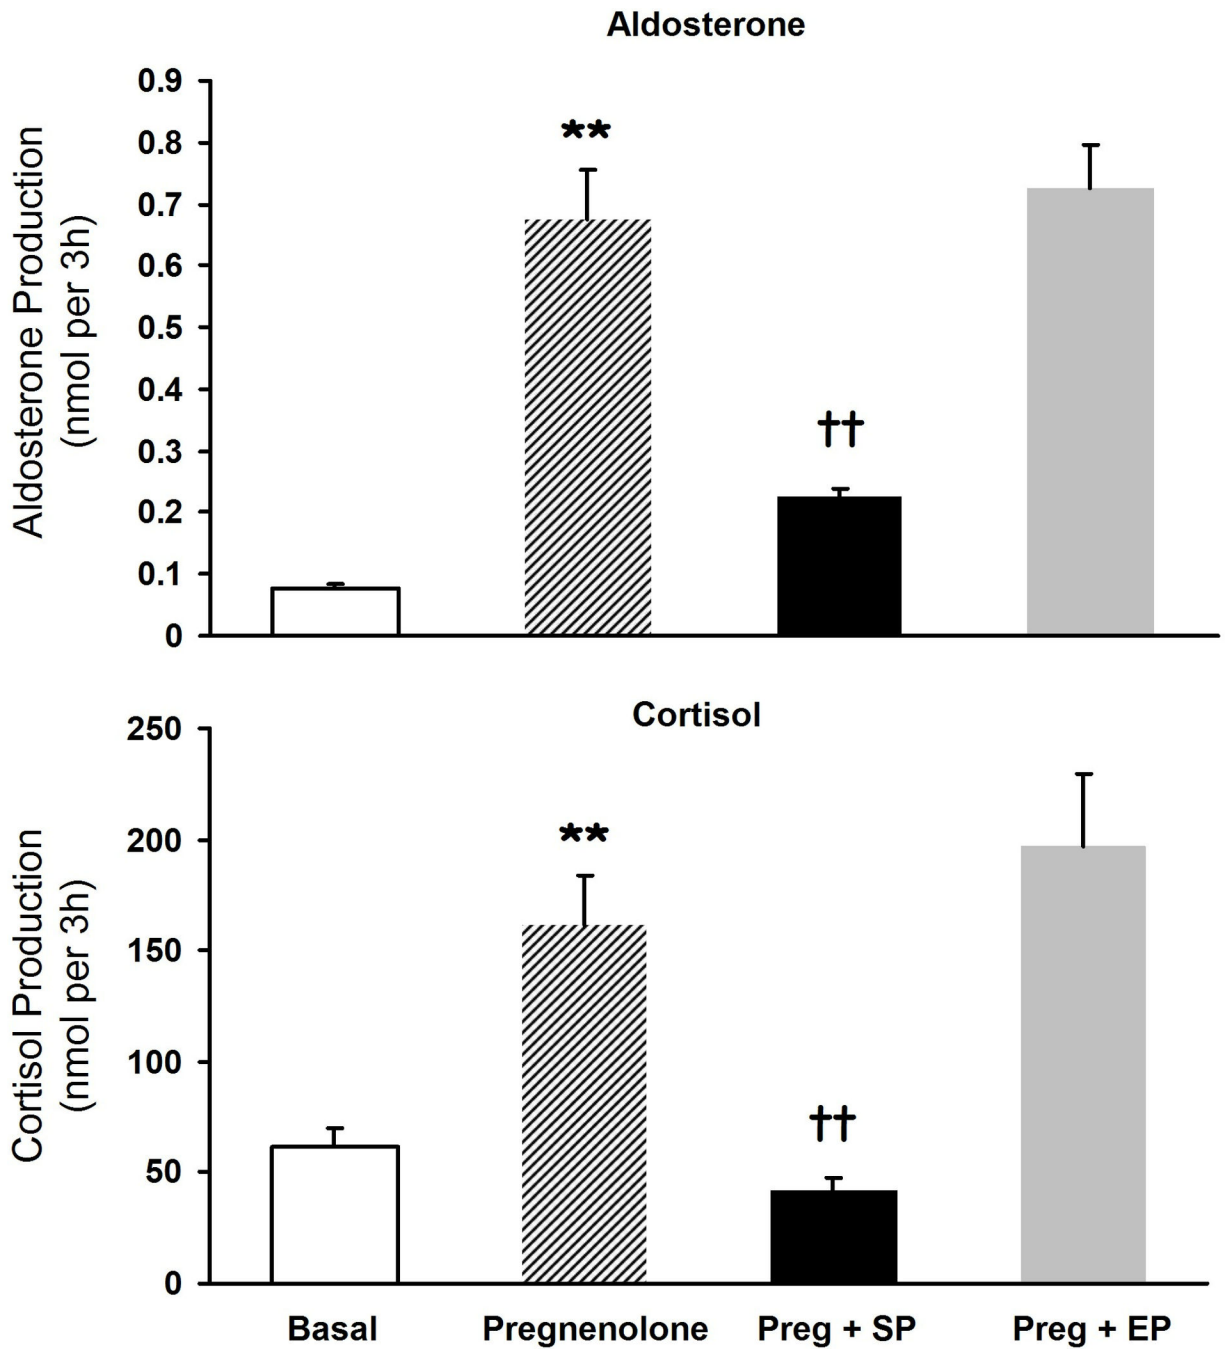 Aldosterone
Aldosterone Production
(nmol per 3h)
0.9
0.8
0.7
0.6
0.5
0.4
0.3
0.2
0.1
0
**
††
Cortisol
Cortisol Production
(nmol per 3h)
250
200
150
100
50
0
**
††
Basal Pregnenolone Preg + SP Preg + EP